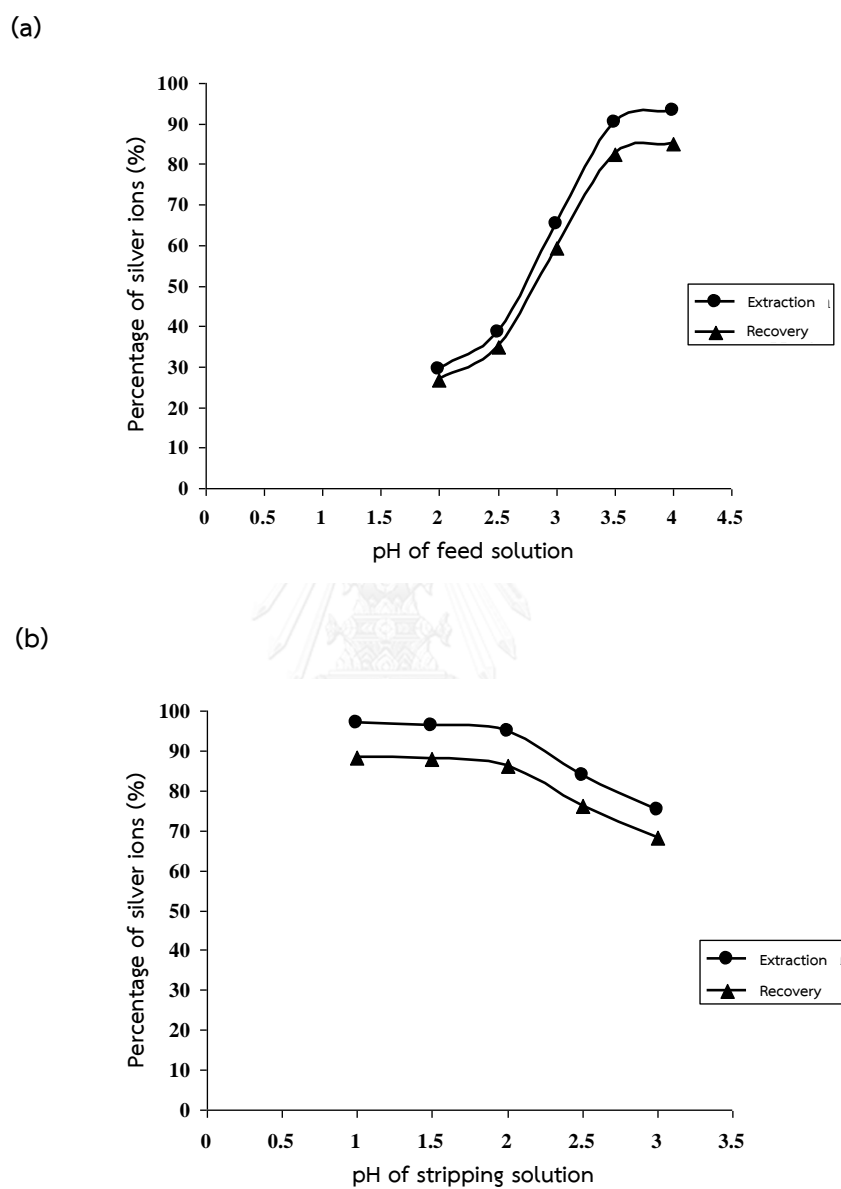 (a)
100
90
80
70
60
50
40
30
20
10
0
Percentage of silver ions (%)
0 0.5 1 1.5 2 2.5 3 3.5 4 4.5
pH of feed solution
Extraction
Recovery
(b)
100
90
80
70
60
50
40
30
20
10
0
Percentage of silver ions (%)
0 0.5 1 1.5 2 2.5 3 3.5
pH of stripping solution
Extraction
Recovery